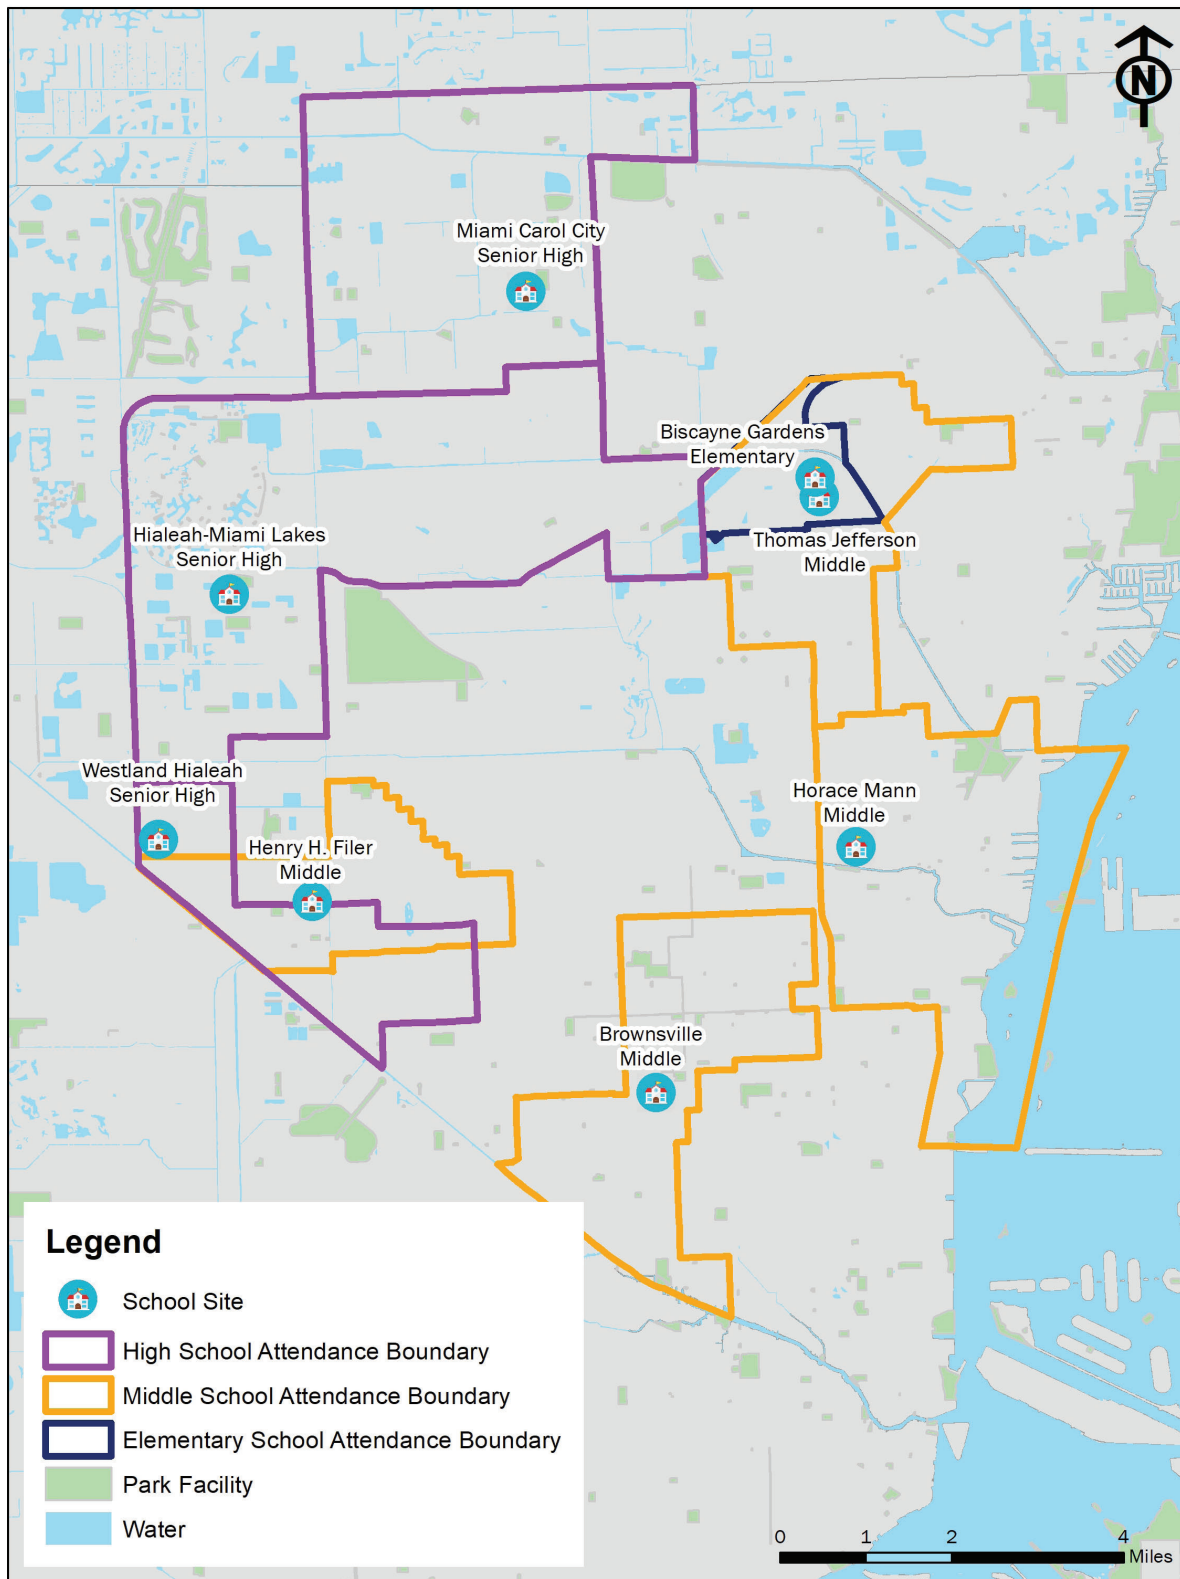 N
Miami Carol City
Senior High
Biscayne Gardens
Elementary
Hialeah-Miami Lakes
Senior High
Thomas Jefferson
Middle
Westland Hialeah
Senior High
Horace Mann
Middle
Henry H. Filer
Middle
Brownsville
Middle
Legend
School Site
High School Attendance Boundary
Middle School Attendance Boundary
Elementary School Attendance Boundary
Park Facility
Water
0 1 2 4
Miles